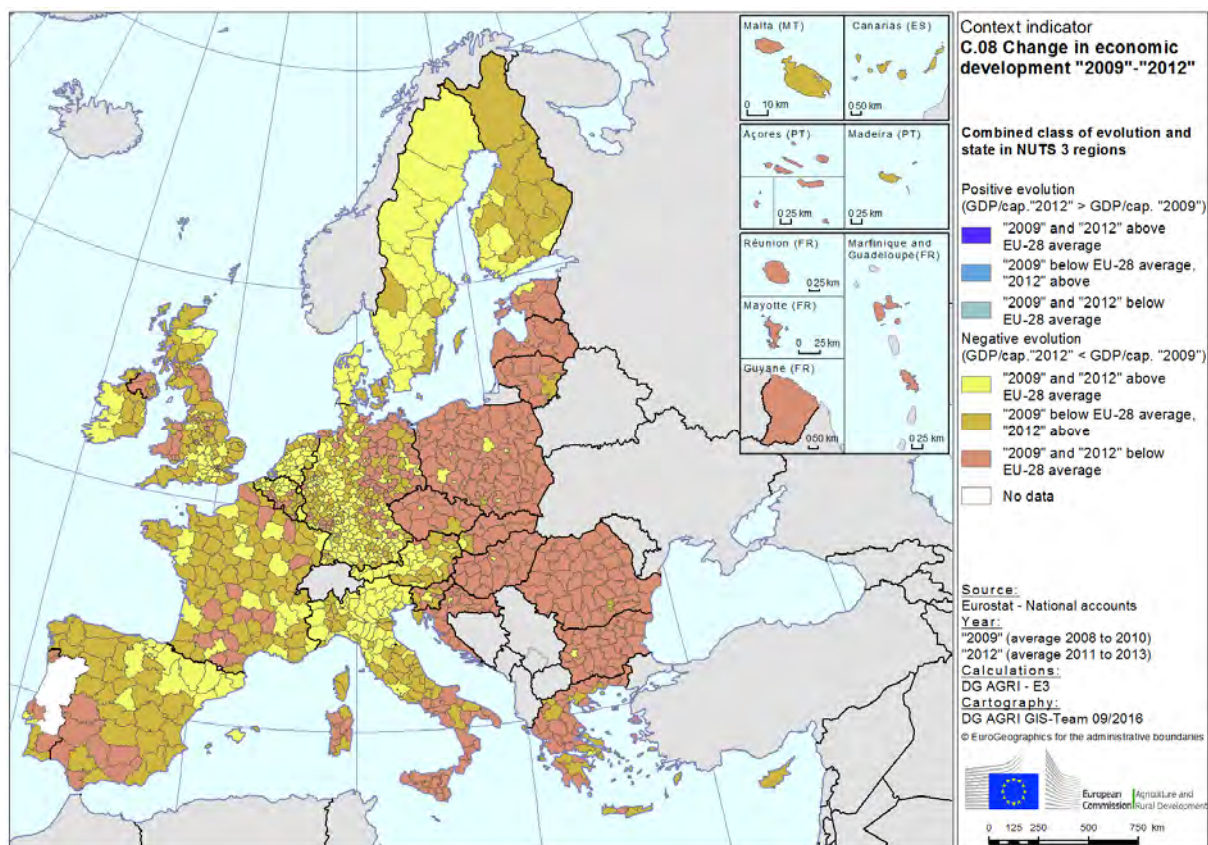 Malta (MT)
0 10 km
Canarias (ES)
0 50 km
Açores (PT)
0 25 km
Madeira (PT)
0 25 km
Réunion (FR)
0 25 km
Martinique and
Guadeloupe(FR)
Mayotte (FR)
0 25 km
Guyane (FR)
0 50 km
0 25 km
Context indicator
C.08 Change in economic
development "2009"-"2012"
Combined class of evolution and
state in NUTS 3 regions
Positive evolution
(GDP/cap."2012" > GDP/cap. "2009")
"2009" and "2012" above
EU-28 average
"2009" below EU-28 average,
"2012" above
"2009" and "2012" below
EU-28 average
Negative evolution
(GDP/cap."2012" < GDP/cap. "2009")
"2009" and "2012" above
EU-28 average
"2009" below EU-28 average,
"2012" above
"2009" and "2012" below
EU-28 average
No data
Source:
Eurostat - National accounts
Year:
"2009" (average 2008 to 2010)
"2012" (average 2011 to 2013)
Calculations:
DG AGRI - E3
Cartography:
DG AGRI GIS-Team 09/2016
© EuroGeographics for the administrative boundaries
European
Commission
Agriculture and
Rural Development
0 125 250 500 750 km